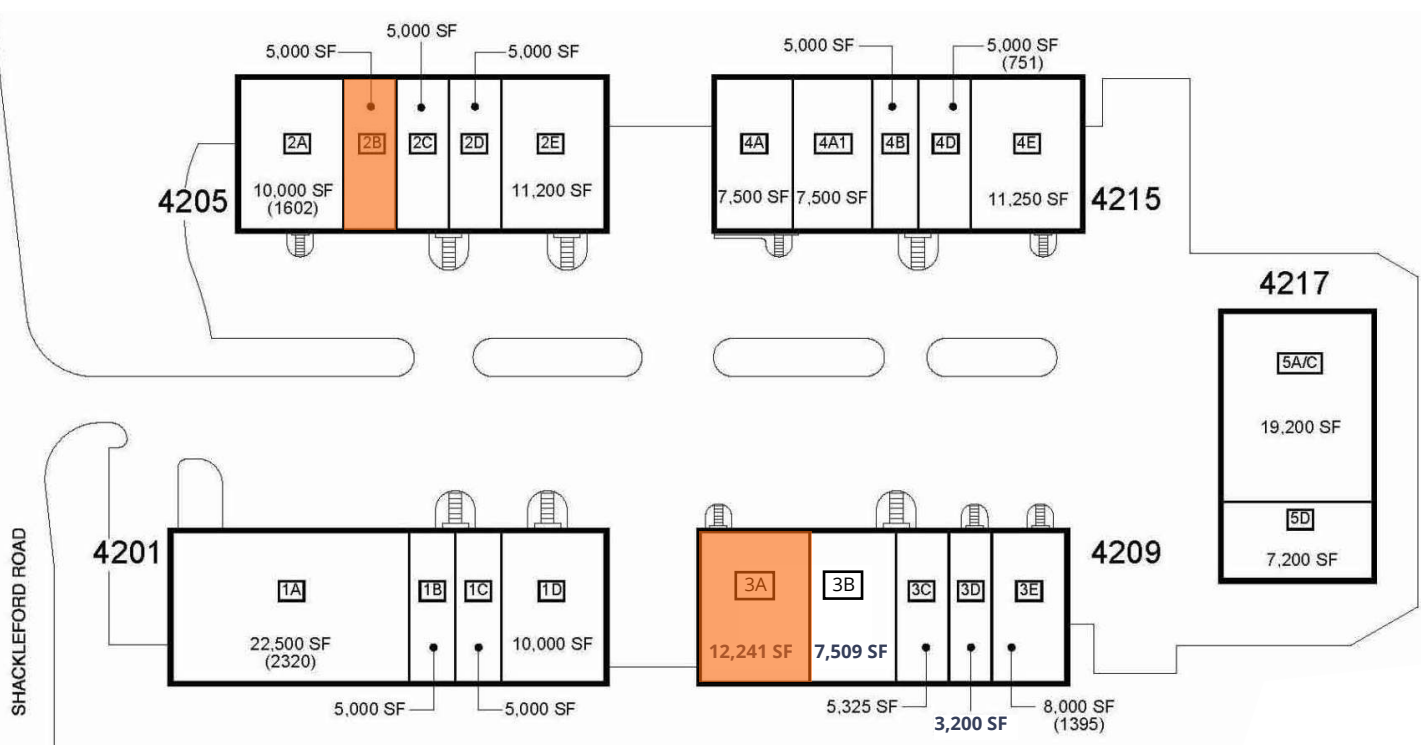 5,000 SF
5,000 SF
5,000 SF
2A
2B
2C
2D
2E
10,000 SF
(1602)
11,200 SF
4205
5,000 SF
5,000 SF
(751)
4A
4A1
4B
4D
4E
7,500 SF
7,500 SF
11,250 SF
4215
4217
5A/C
19,200 SF
5D
7,200 SF
SHACKLEFORD ROAD
4201
1A
1B
1C
1D
22,500 SF
(2320)
10,000 SF
5,000 SF
5,000 SF
3A
3B
3C
3D
3E
12,241 SF
7,509 SF
4209
5,325 SF
3,200 SF
8,000 SF
(1395)